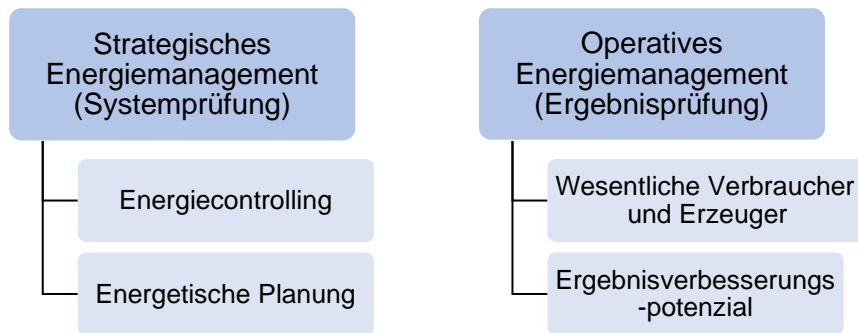 Strategisches
Energiemanagement
(Systemprüfung)
Energiecontrolling
Energetische Planung
Operatives
Energiemanagement
(Ergebnisprüfung)
Wesentliche Verbraucher
und Erzeuger
Ergebnisverbesserungs
-potenzial